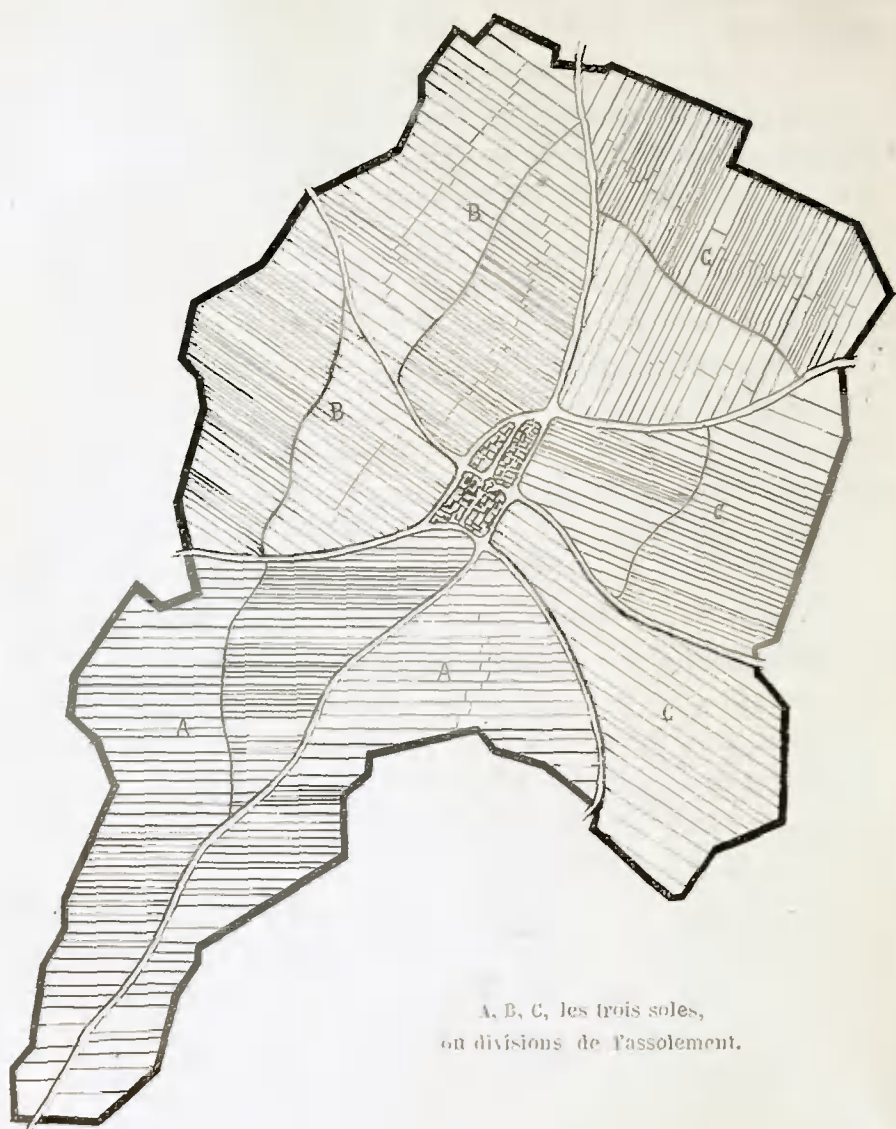 B
C
B
C
A
A
C
A, B, C, les trois soles,
ou divisions de l'assolement.